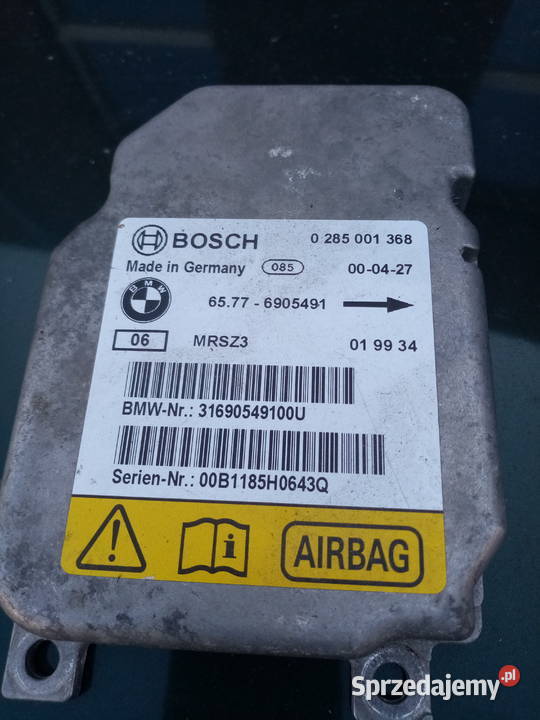 BOSCH 0 285 001 368
Made in Germany 085 00-04-27
BMW 65.77 - 6905491
06 MRSZ3 01 99 34
BMW-Nr.: 31690549100U
Serien-Nr.: 00B1185H0643Q
AIRBAG
Sprzedajemy.pl